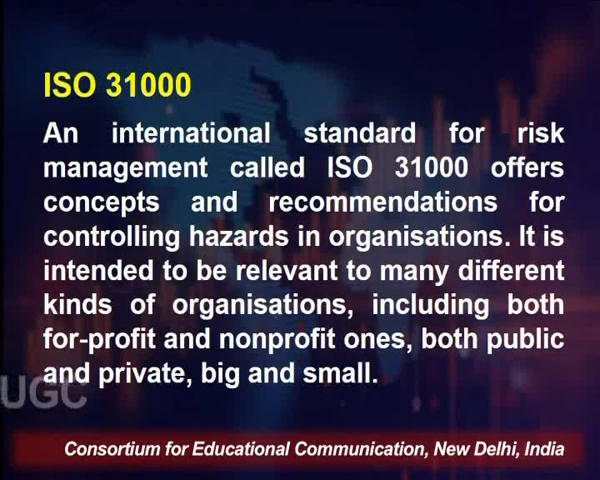 ISO 31000
An international standard for risk
management called ISO 31000 offers
concepts and recommendations for
controlling hazards in organisations. It is
intended to be relevant to many different
kinds of organisations, including both
for-profit and nonprofit ones, both public
and private, big and small.
UGC
Consortium for Educational Communication, New Delhi, India